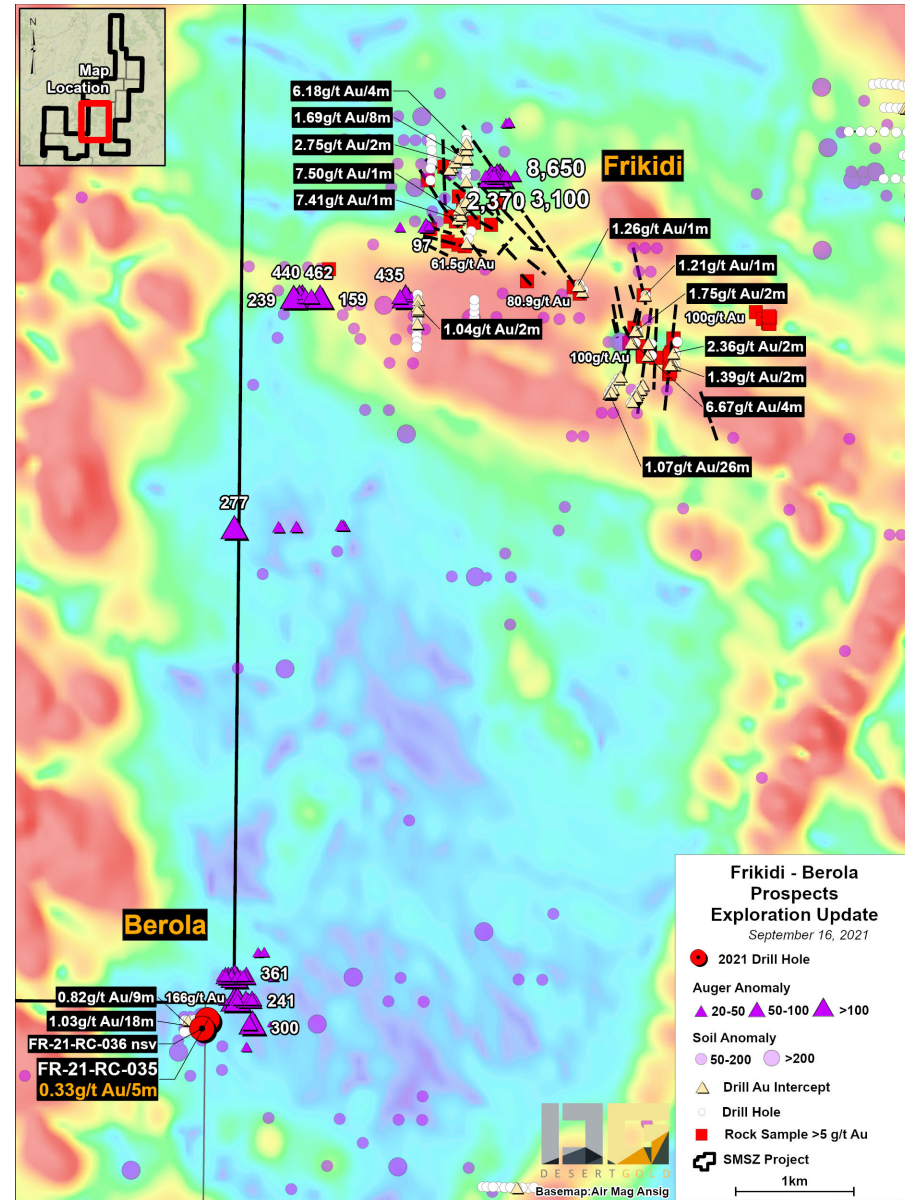 N
Map
Location
6.18g/t Au/4m
1.69g/t Au/8m
2.75g/t Au/2m
7.50g/t Au/1m
7.41g/t Au/1m
8,650
2,370 3,100
Frikidi
97
61.5g/t Au
1.26g/t Au/1m
440 462
435
239
159
80.9g/t Au
1.21g/t Au/1m
1.75g/t Au/2m
100g/t Au
1.04g/t Au/2m
100g/t Au
2.36g/t Au/2m
1.39g/t Au/2m
6.67g/t Au/4m
1.07g/t Au/26m
277
Berola
361
0.82g/t Au/9m
166g/t Au
241
1.03g/t Au/18m
300
FR-21-RC-036 nsv
FR-21-RC-035
0.33g/t Au/5m
Frikidi - Berola
Prospects
Exploration Update
September 16, 2021
2021 Drill Hole
Auger Anomaly
20-50 50-100 >100
Soil Anomaly
50-200 >200
Drill Au Intercept
Drill Hole
Rock Sample >5 g/t Au
SMSZ Project
1km
DESERTGOLD
Basemap:Air Mag Ansig